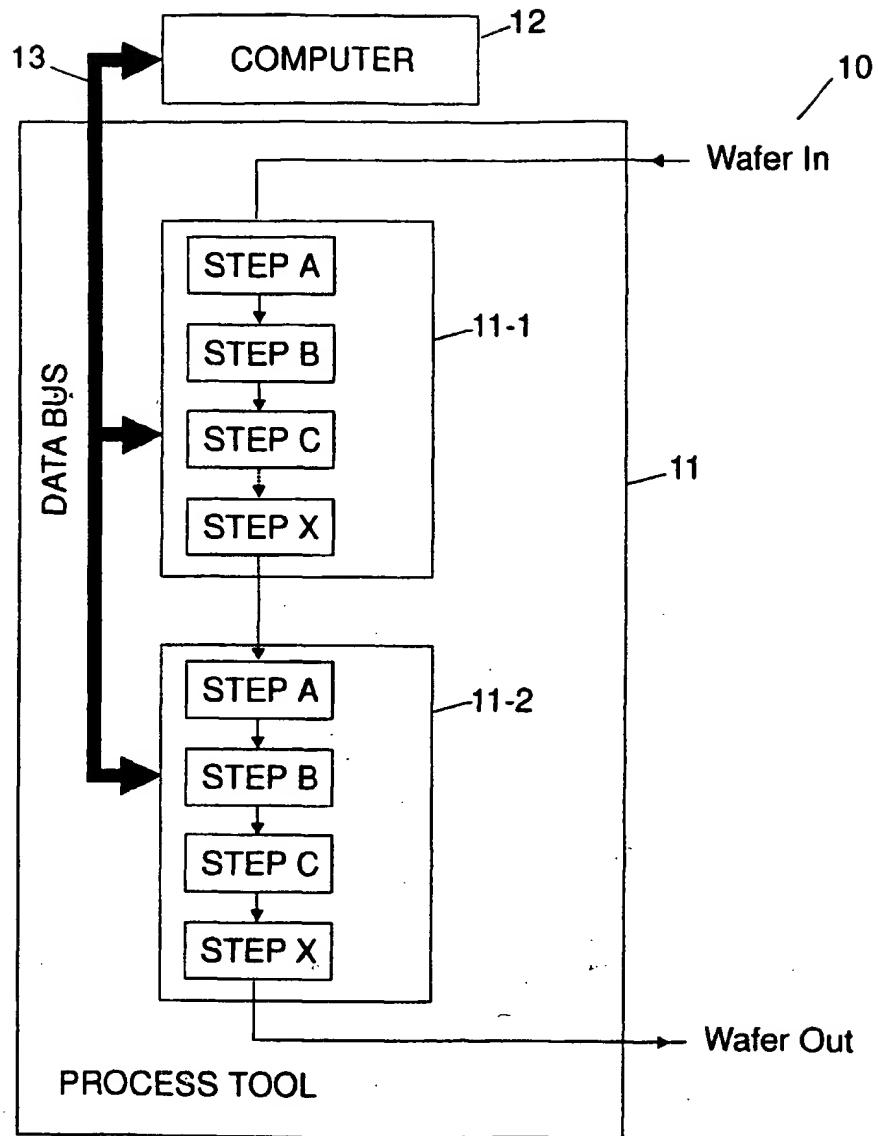 12
13
COMPUTER
10
Wafer In
STEP A
11-1
STEP B
STEP C
DATA BUS
11
STEP X
STEP A
11-2
STEP B
STEP C
STEP X
Wafer Out
PROCESS TOOL